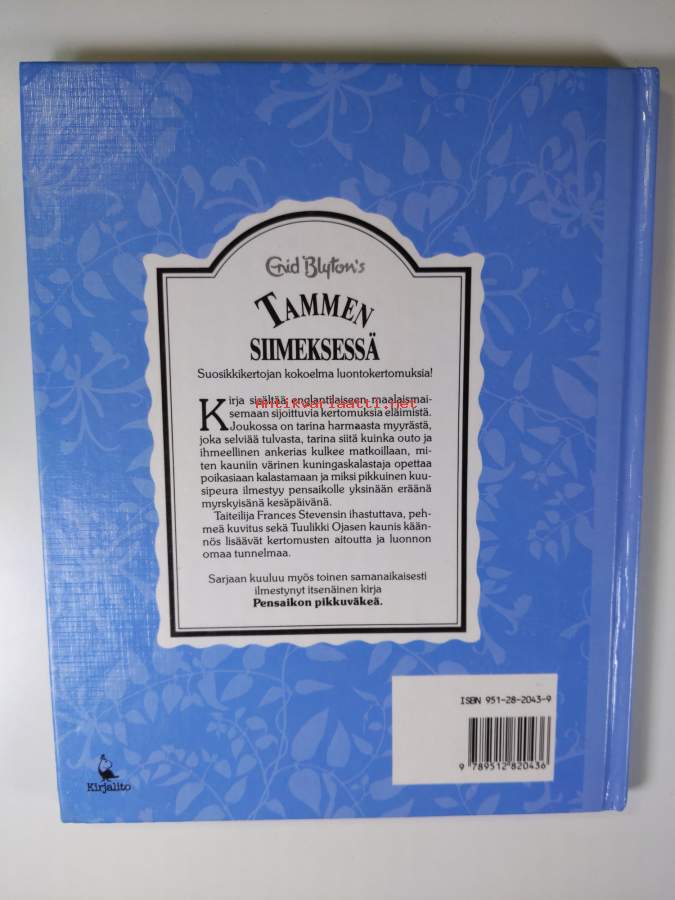 Enid Blyton's
TAMMEN
SIIMEKSESSÄ
Suosikkikertojan kokoelma luontokertomuksia!
Kirja sisältää englantilaiseen maalaismai-
Antikvariaatti.net
semaan sijoittuvia kertomuksia eläimistä.
Joukossa on tarina harmaasta myyrästä,
joka selviää tulvasta, tarina siitä kuinka outo ja
ihmeellinen ankerias kulkee matkoillaan, mi-
ten kauniin värinen kuningaskalastaja opettaa
poikasiaan kalastamaan ja miksi pikkuinen kuu-
sipeura ilmestyy pensaikolle yksinään eräänä
myrskyisänä kesäpäivänä.
Taiteilija Frances Stevensin ihastuttava, peh-
meä kuvitus sekä Tuulikki Ojasen kaunis kään-
nös lisäävät kertomusten aitoutta ja luonnon
omaa tunnelmaa.
Sarjaan kuuluu myös toinen samanaikaisesti
ilmestynyt itsenäinen kirja
Pensaikon pikkuväkeä.
ISBN 951-28-2043-9
9 789512 820436
Kirjalito